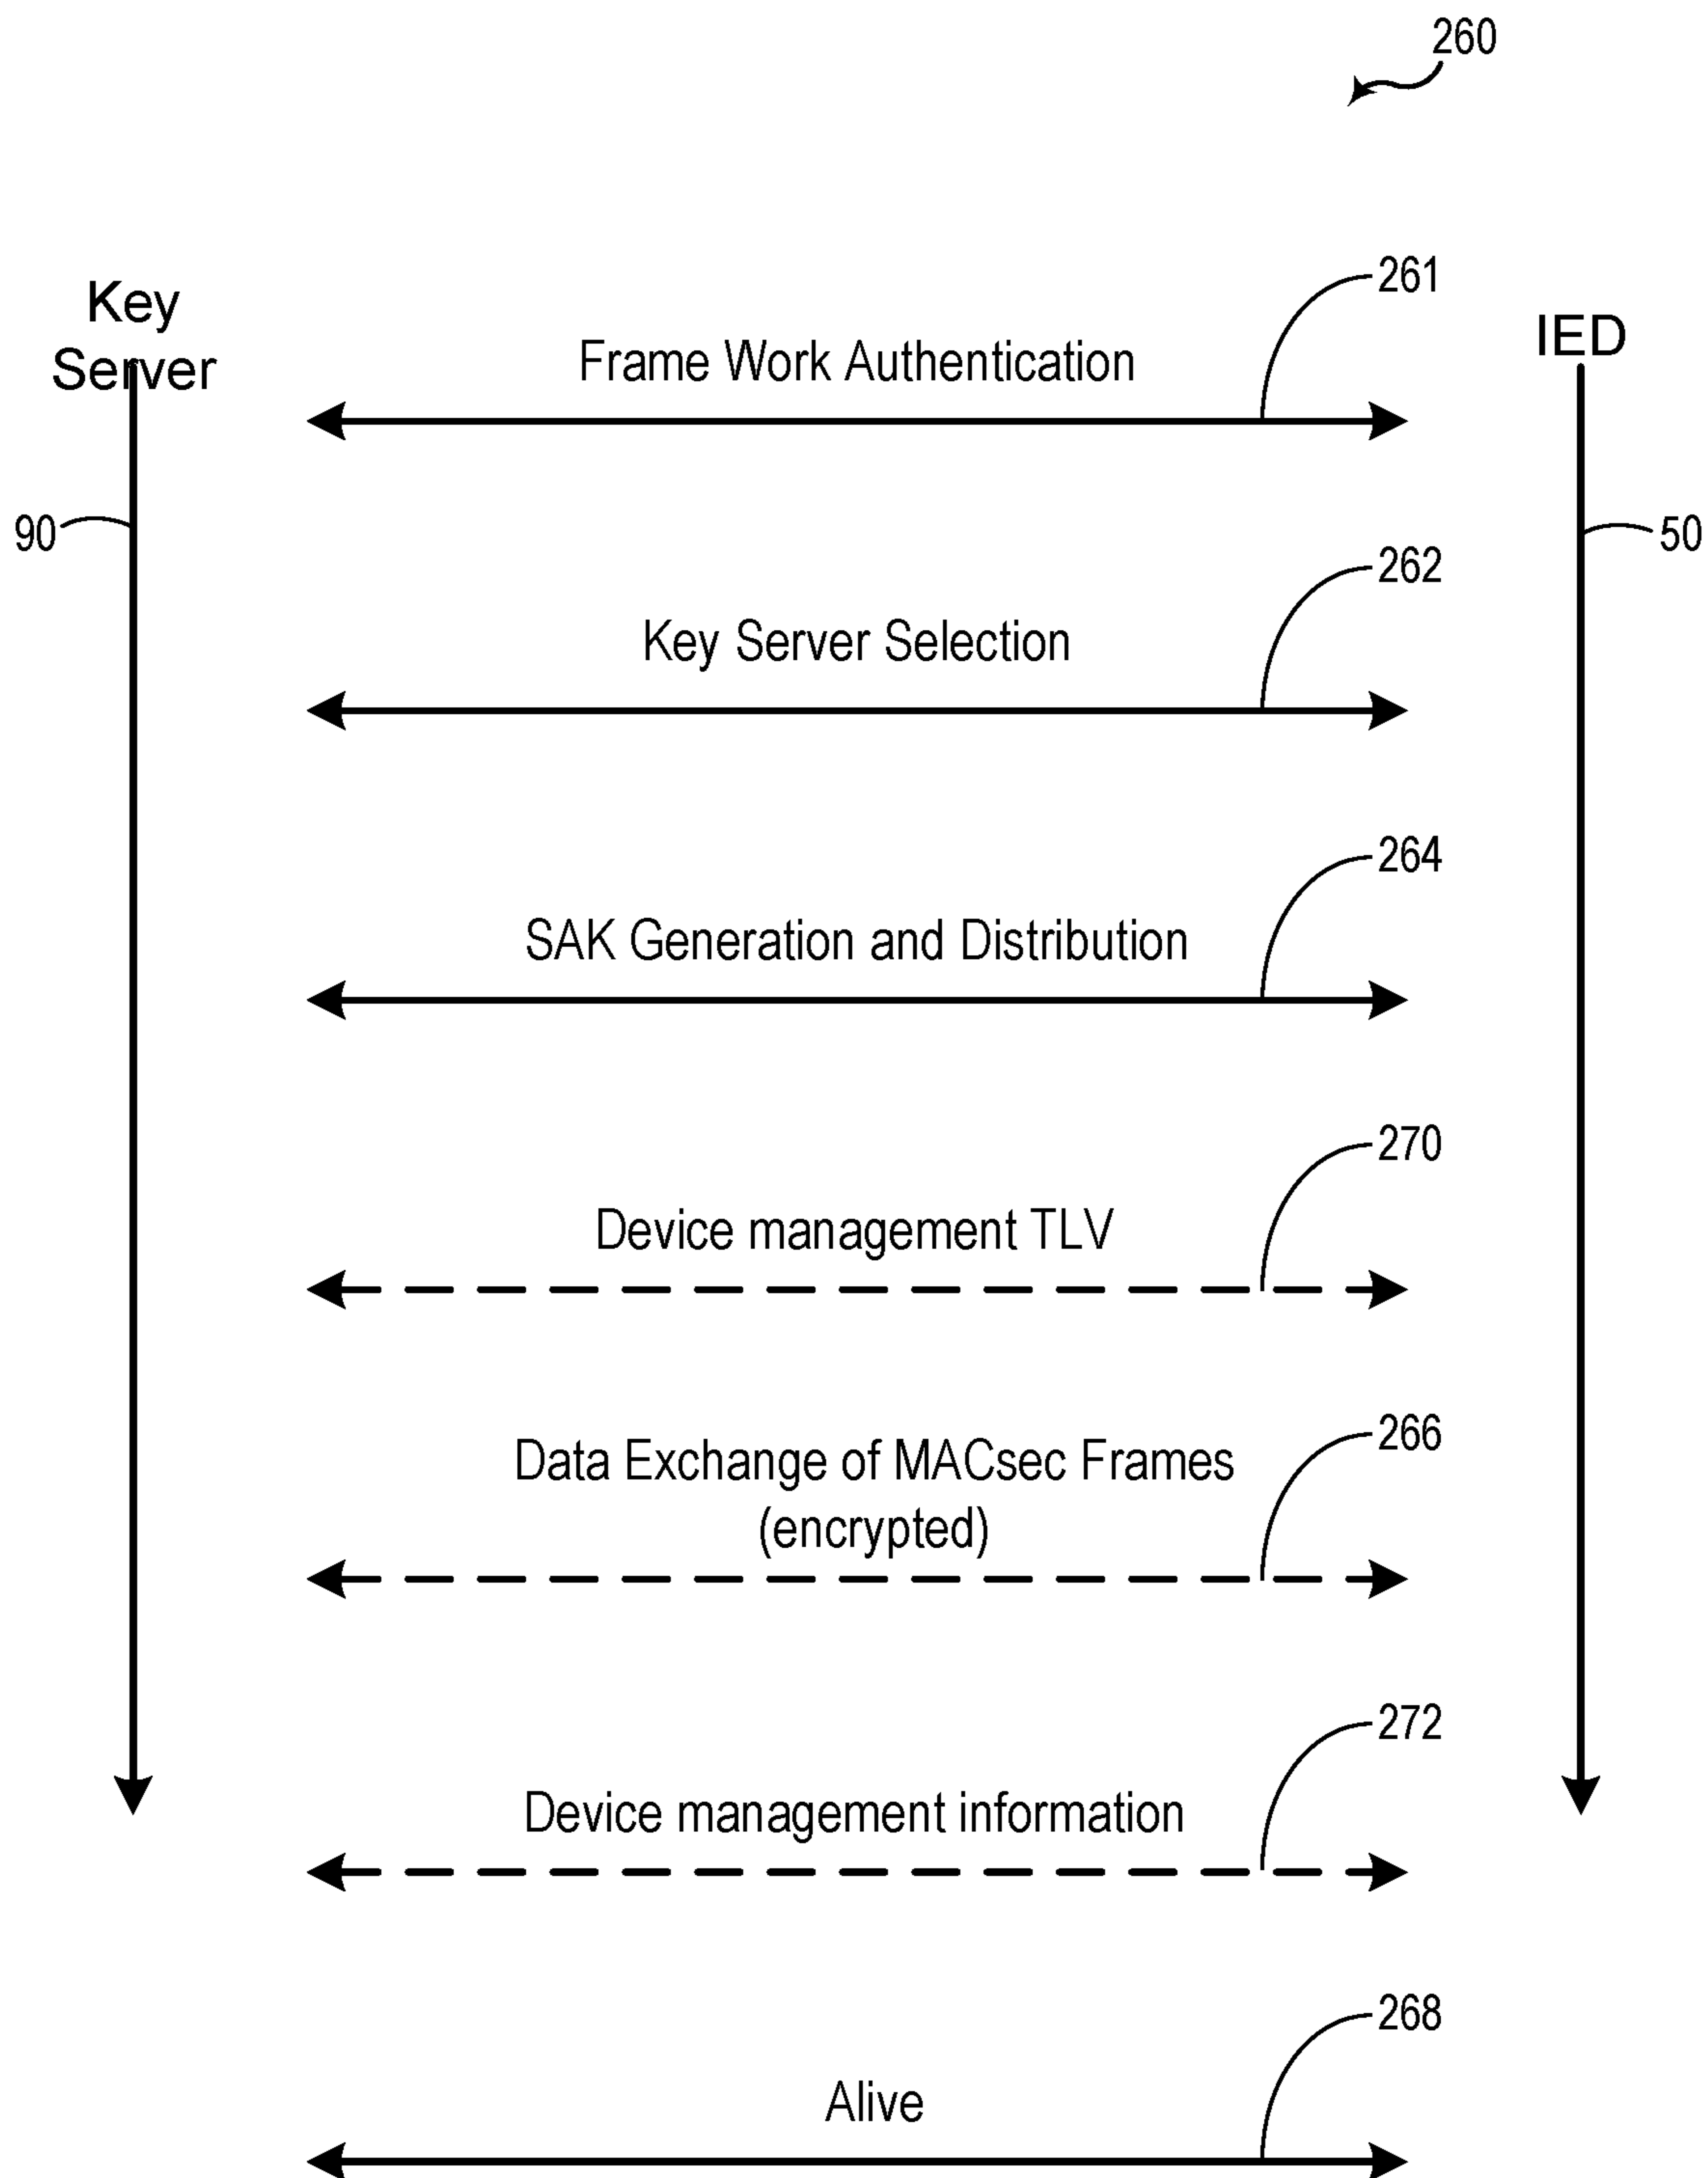 260
261
Key
Server
IED
Frame Work Authentication
90
50
262
Key Server Selection
264
SAK Generation and Distribution
270
Device management TLV
266
Data Exchange of MACsec Frames
(encrypted)
272
Device management information
268
Alive